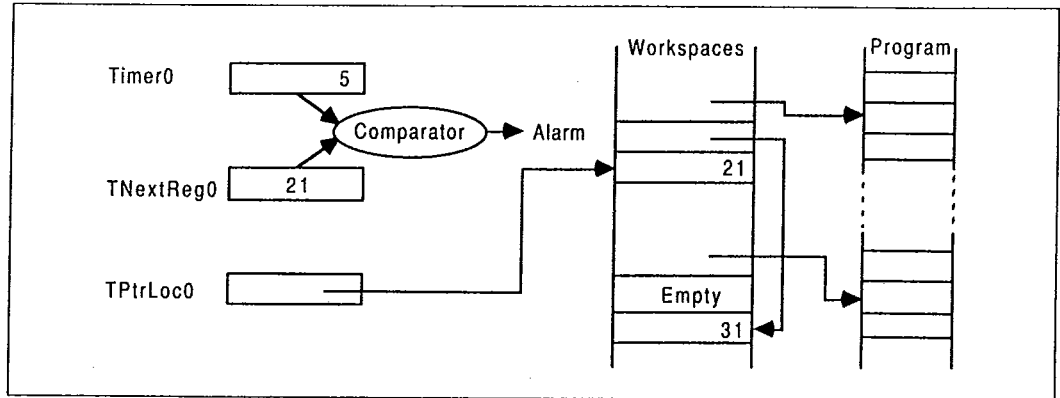 Workspaces
Program
Timer0
5
Comparator
Alarm
TNextReg0
21
21
TPtrLoc0
Empty
31